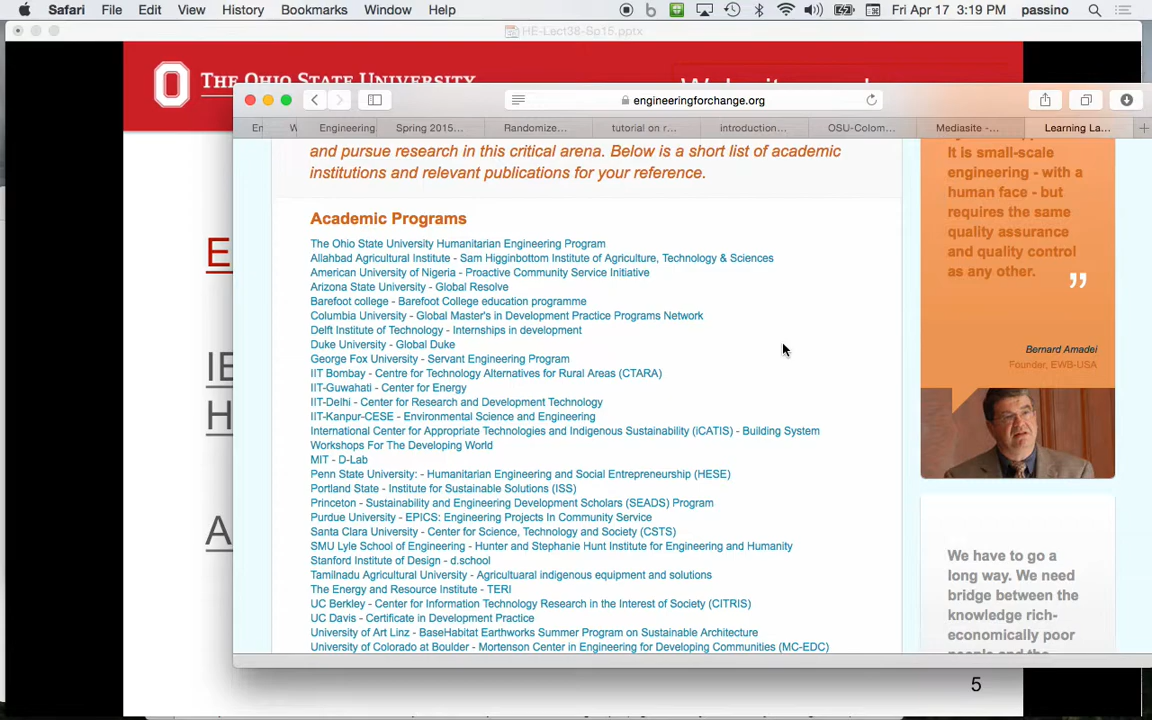 Safari File Edit View History Bookmarks Window Help Fri Apr 17 3:19 PM passino
HE-Lect38-Sp15.pptx
THE OHIO STATE UNIVERSITY
engineeringforchange.org
En W Engineering Spring 2015... Randomize... tutorial on r... introduction... OSU-Colom... Mediasite -... Learning La...
and pursue research in this critical arena. Below is a short list of academic
institutions and relevant publications for your reference.
Academic Programs
The Ohio State University Humanitarian Engineering Program
Allahbad Agricultural Institute - Sam Higginbottom Institute of Agriculture, Technology & Sciences
American University of Nigeria - Proactive Community Service Initiative
Arizona State University - Global Resolve
Barefoot college - Barefoot College education programme
Columbia University - Global Master's in Development Practice Programs Network
Delft Institute of Technology - Internships in development
Duke University - Global Duke
George Fox University - Servant Engineering Program
IIT Bombay - Centre for Technology Alternatives for Rural Areas (CTARA)
IIT-Guwahati - Center for Energy
IIT-Delhi - Center for Research and Development Technology
IIT-Kanpur-CESE - Environmental Science and Engineering
International Center for Appropriate Technologies and Indigenous Sustainability (iCATIS) - Building System
Workshops For The Developing World
MIT - D-Lab
Penn State University: - Humanitarian Engineering and Social Entrepreneurship (HESE)
Portland State - Institute for Sustainable Solutions (ISS)
Princeton - Sustainability and Engineering Development Scholars (SEADS) Program
Purdue University - EPICS: Engineering Projects In Community Service
Santa Clara University - Center for Science, Technology and Society (CSTS)
SMU Lyle School of Engineering - Hunter and Stephanie Hunt Institute for Engineering and Humanity
Stanford Institute of Design - d.school
Tamilnadu Agricultural University - Agricultuaral indigenous equipment and solutions
The Energy and Resource Institute - TERI
UC Berkley - Center for Information Technology Research in the Interest of Society (CITRIS)
UC Davis - Certificate in Development Practice
University of Art Linz - BaseHabitat Earthworks Summer Program on Sustainable Architecture
University of Colorado at Boulder - Mortenson Center in Engineering for Developing Communities (MC-EDC)
It is small-scale
engineering - with a
human face - but
requires the same
quality assurance
and quality control
as any other.
"
Bernard Amadei
Founder, EWB-USA
We have to go a
long way. We need
bridge between the
knowledge rich-
economically poor
people and the
E
IE
H
A
5